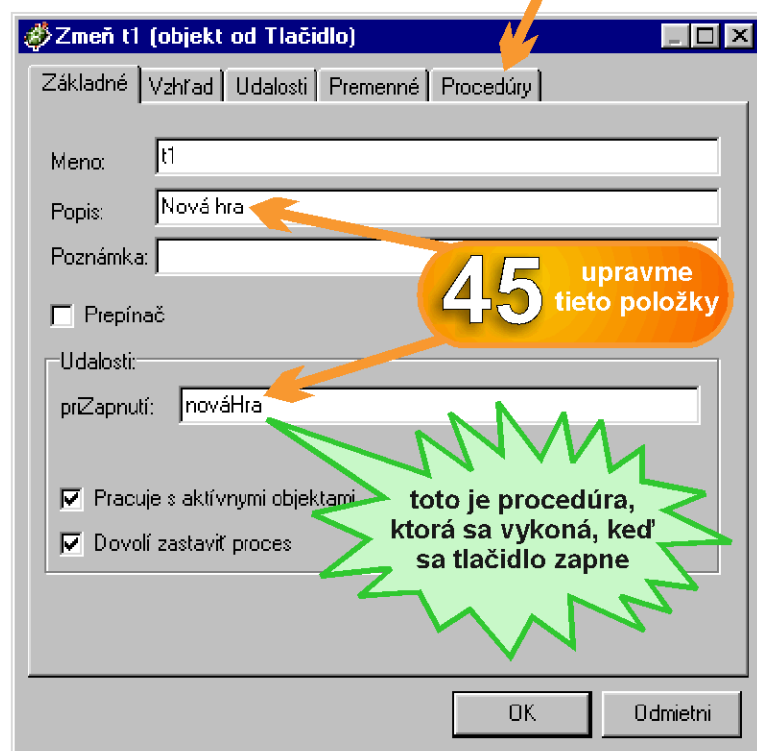 Zmeň t1 (objekt od Tlačidlo)
Základné Vzhľad Udalosti Premenné Procedúry
Meno: t1
Popis: Nová hra
Poznámka:
45 upravme
tieto položky
Prepínač
Udalosti:
priZapnutí: nováHra
Pracuje s aktívnymi objektami
Dovolí zastaviť proces
toto je procedúra,
ktorá sa vykoná, keď
sa tlačidlo zapne
OK Odmietni